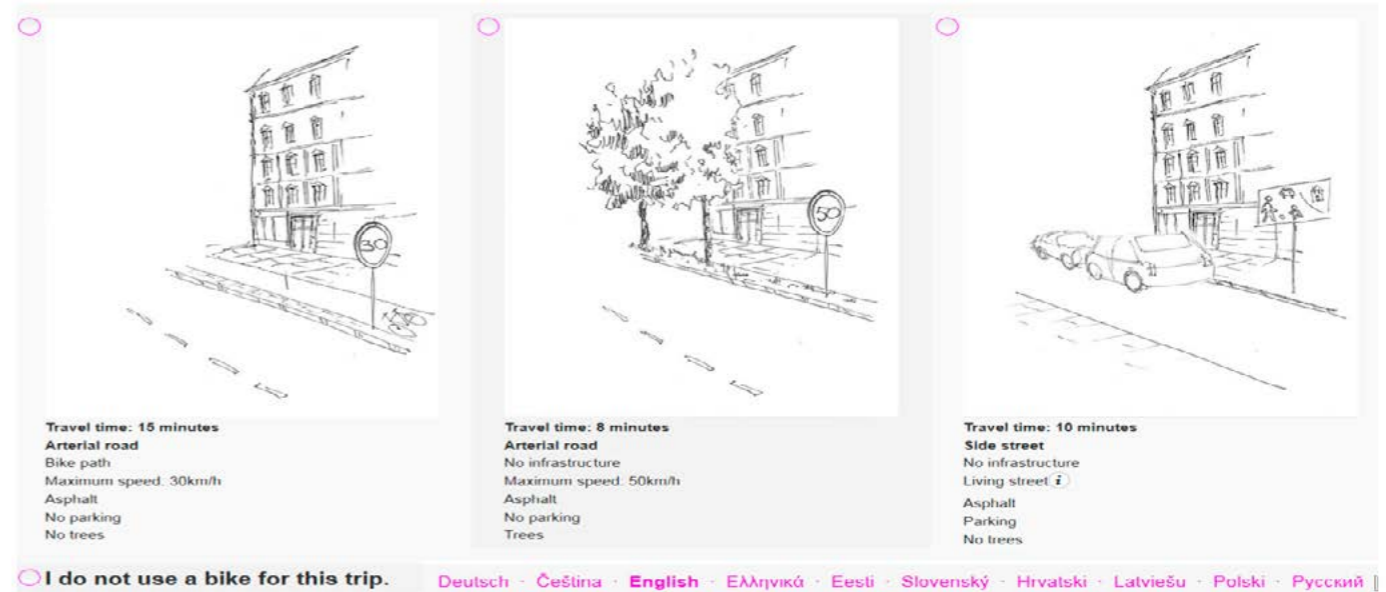 30
50
Travel time: 15 minutes
Arterial road
Bike path
Maximum speed: 30km/h
Asphalt
No parking
No trees
Travel time: 8 minutes
Arterial road
No infrastructure
Maximum speed: 50km/h
Asphalt
No parking
Trees
Travel time: 10 minutes
Side street
No infrastructure
Living street i
Asphalt
Parking
No trees
I do not use a bike for this trip.
Deutsch · Čeština · English · Ελληνικά · Eesti · Slovenský · Hrvatski · Latviešu · Polski · Русский |